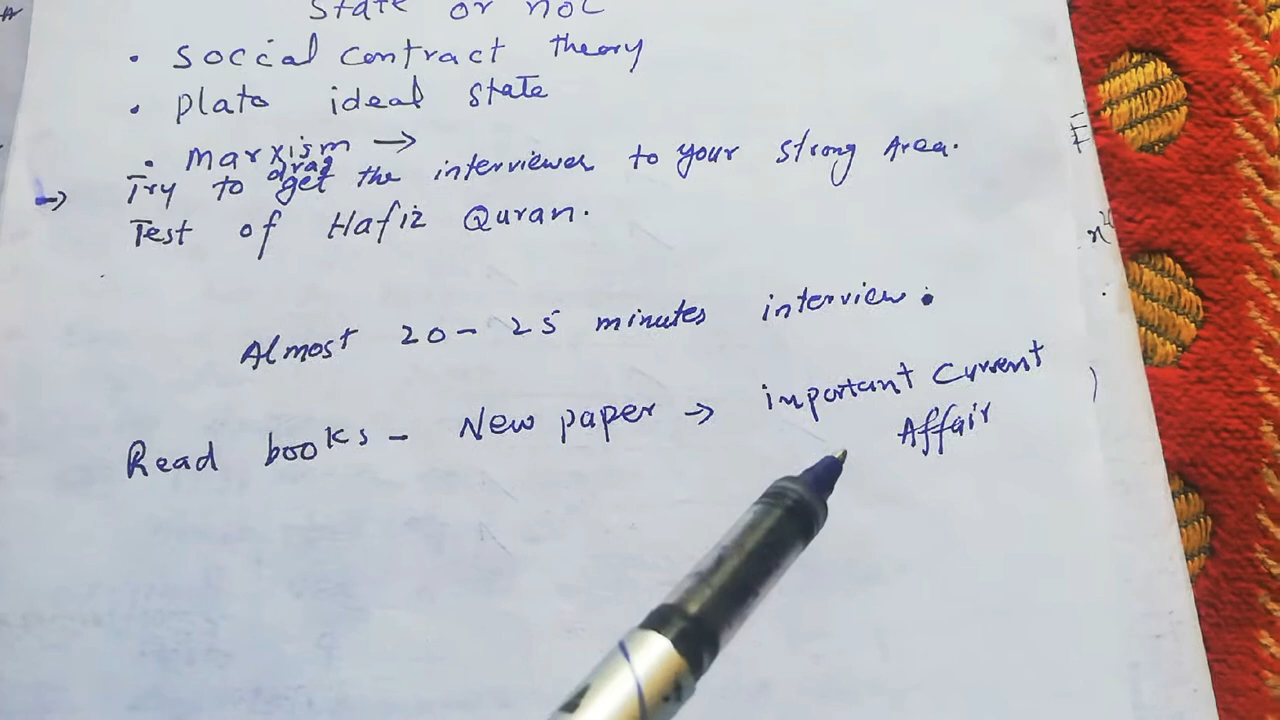 State or not
• Social contract theory
• Plato ideal state
• Marxism →
drag
→ Try to get the interviewer to your strong Area.
Test of Hafiz Quran.
Almost 20-25 minutes interview.
Read books - New paper → important Current
Affair